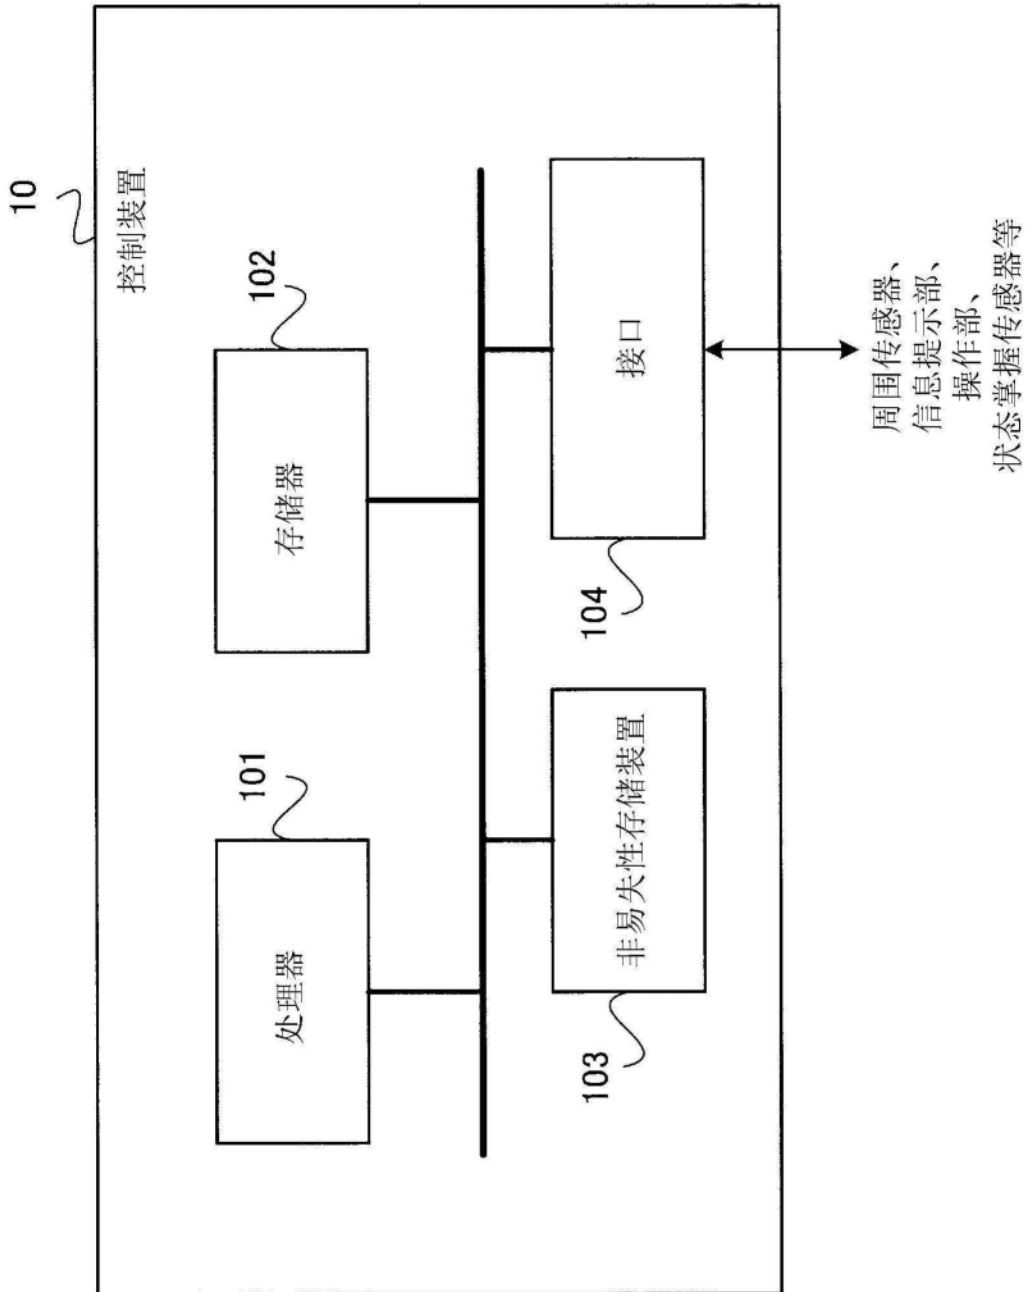 10
控制装置
101
处理器
102
存储器
103
非易失性存储装置
104
接口
周围传感器、
信息提示部、
操作部、
状态掌握传感器等